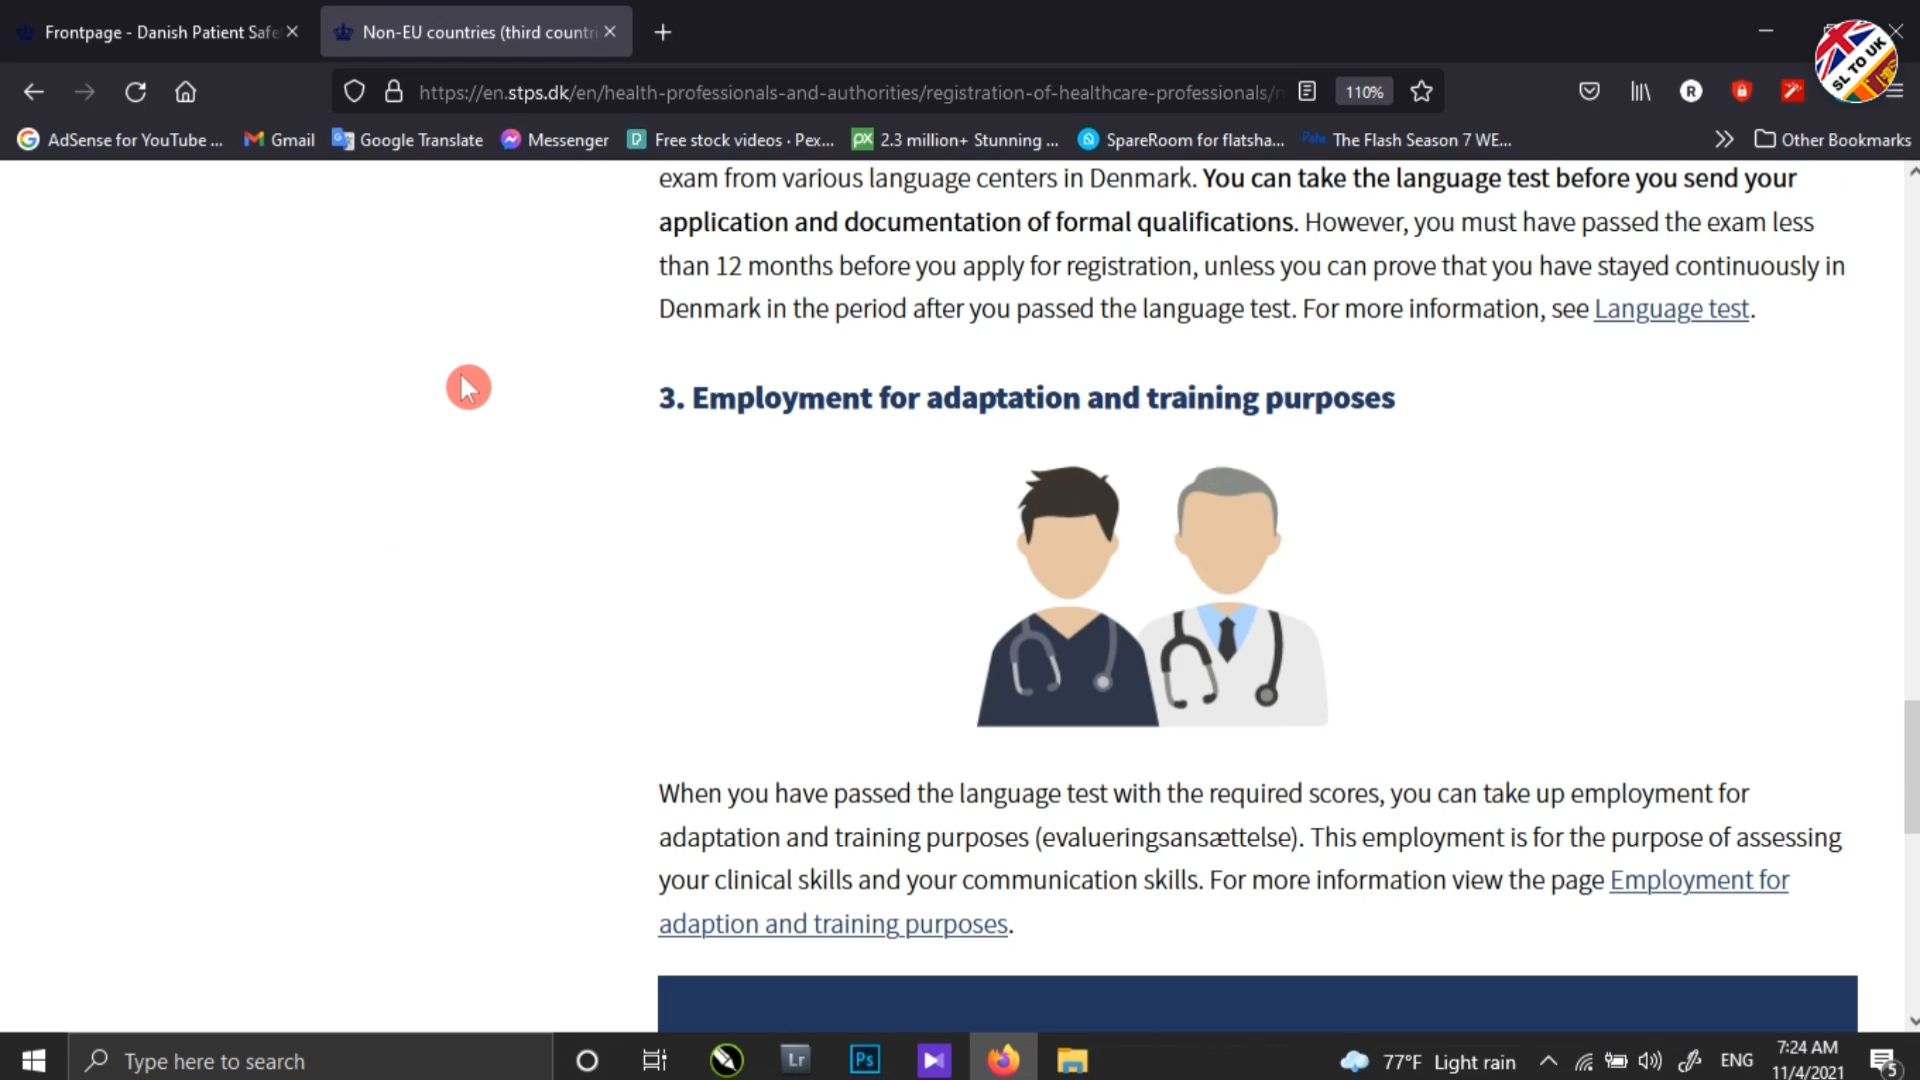 Frontpage - Danish Patient Safe
Non-EU countries (third countri
SL TO UK
https://en.stps.dk/en/health-professionals-and-authorities/registration-of-healthcare-professionals/n
110%
R
AdSense for YouTube ...
Gmail
Google Translate
Messenger
Free stock videos · Pex...
px
2.3 million+ Stunning ...
SpareRoom for flatsha...
The Flash Season 7 WE...
Other Bookmarks
exam from various language centers in Denmark. You can take the language test before you send your
application and documentation of formal qualifications. However, you must have passed the exam less
than 12 months before you apply for registration, unless you can prove that you have stayed continuously in
Denmark in the period after you passed the language test. For more information, see Language test.
3. Employment for adaptation and training purposes
When you have passed the language test with the required scores, you can take up employment for
adaptation and training purposes (evalueringsansættelse). This employment is for the purpose of assessing
your clinical skills and your communication skills. For more information view the page Employment for
adaption and training purposes.
Type here to search
Lr
Ps
77°F Light rain
ENG
7:24 AM
11/4/2021
5